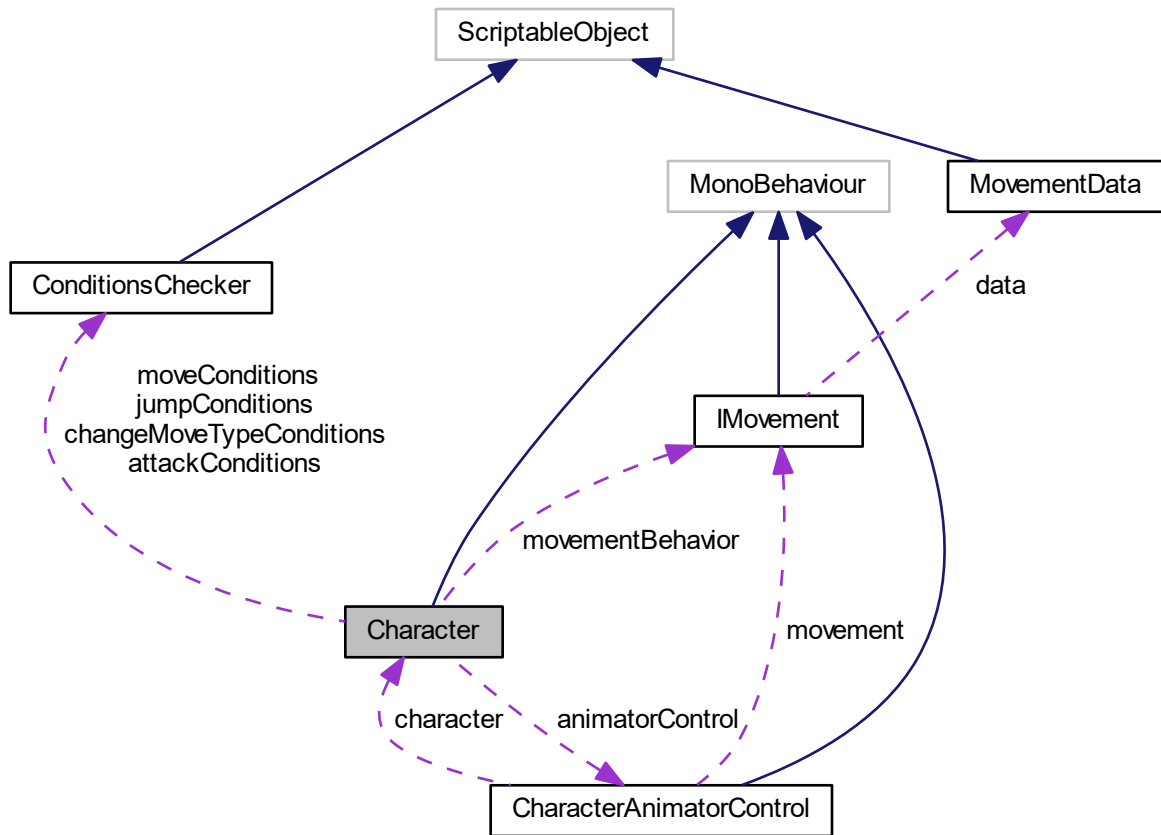 ScriptableObject
MonoBehaviour
MovementData
ConditionsChecker
data
moveConditions
jumpConditions
changeMoveTypeConditions
attackConditions
IMovement
movementBehavior
Character
movement
character
animatorControl
CharacterAnimatorControl